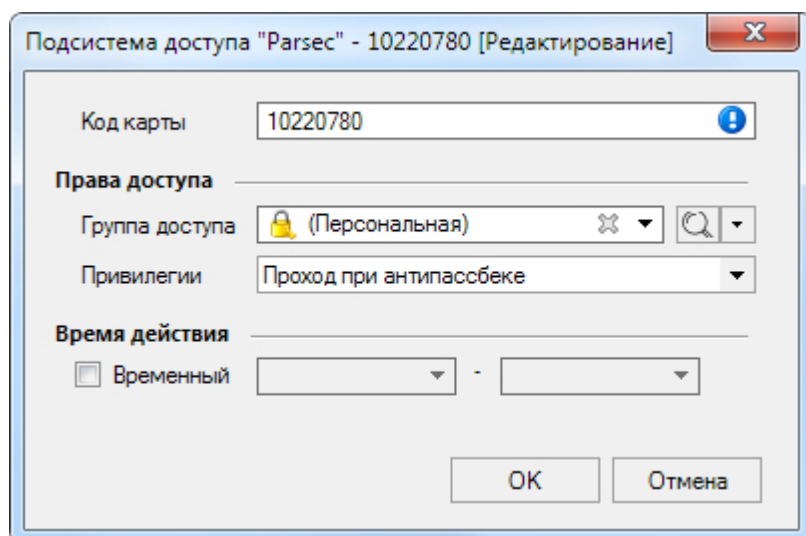 Подсистема доступа "Parsec" - 10220780 [Редактирование]
Код карты 10220780
Права доступа
Группа доступа (Персональная)
Привилегии Проход при антипассбеке
Время действия
Временный -
OK Отмена